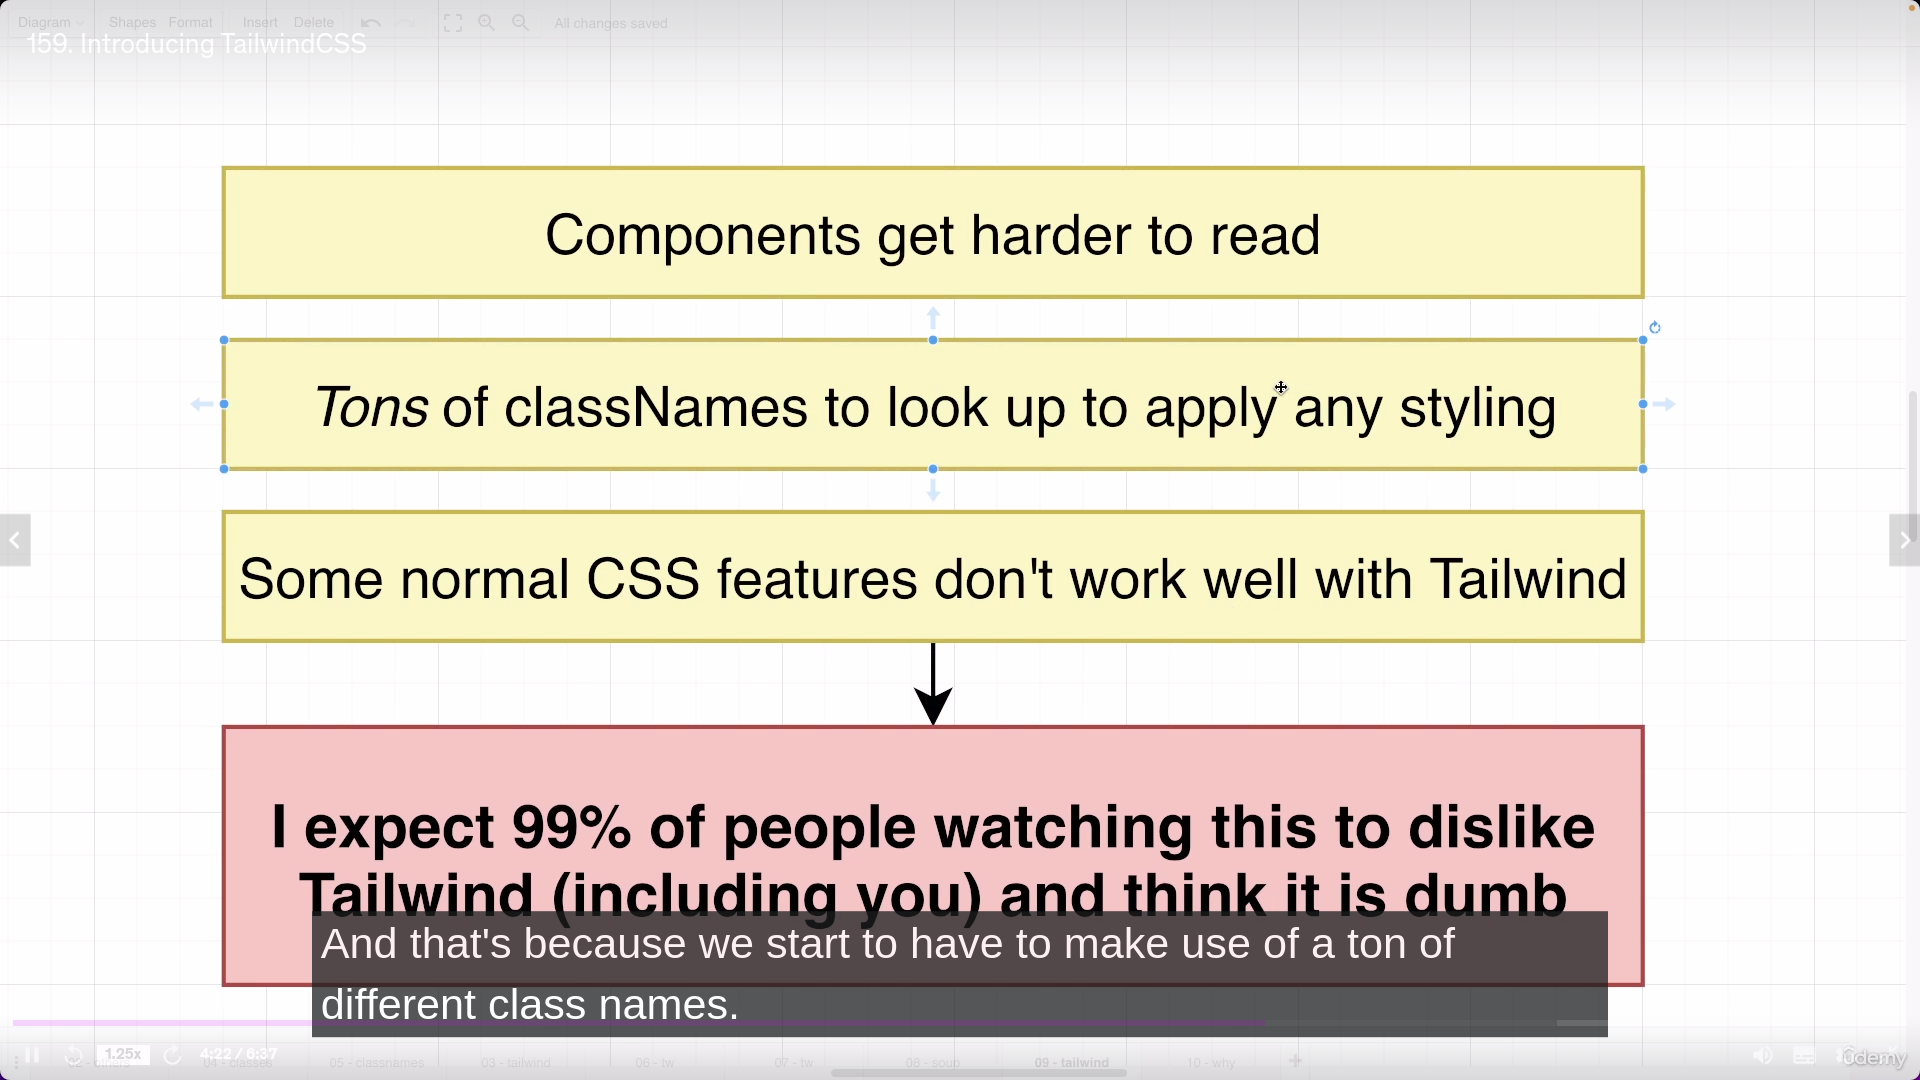 Diagram Shapes Format Insert Delete All changes saved
159. Introducing TailwindCSS
Components get harder to read
Tons of classNames to look up to apply any styling
Some normal CSS features don't work well with Tailwind
I expect 99% of people watching this to dislike
Tailwind (including you) and think it is dumb
And that's because we start to have to make use of a ton of
different class names.
1.25x 4:22 / 6:37 05 - classnames 03 - tailwind 06 - tw 07 - tw 08 - soup 09 - tailwind 10 - why
ûdemy